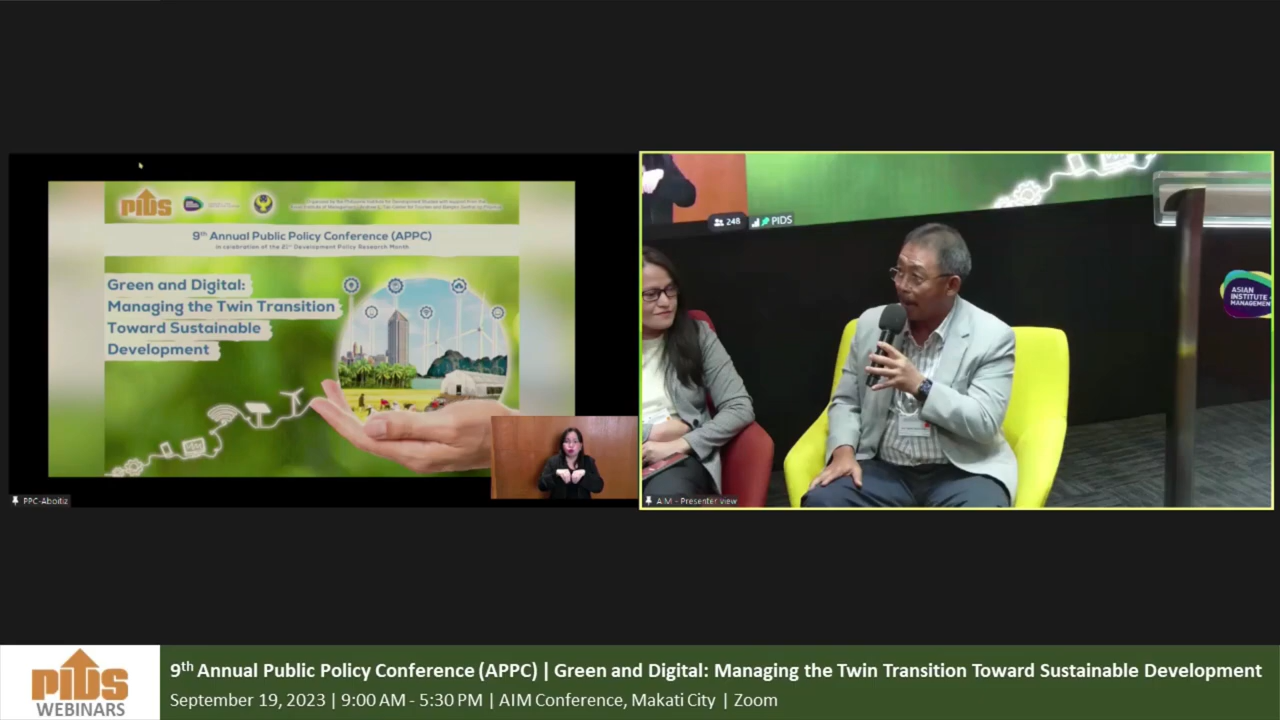 PIDS
9th Annual Public Policy Conference (APPC)
in celebration of the 21st Development Policy Research Month
Green and Digital:
Managing the Twin Transition
Toward Sustainable
Development
PPC-Aboitiz
248
PIDS
ASIAN
INSTITUTE
MANAGEMENT
A.M - Presenter view
PIDS
WEBINARS
9th Annual Public Policy Conference (APPC) | Green and Digital: Managing the Twin Transition Toward Sustainable Development
September 19, 2023 | 9:00 AM - 5:30 PM | AIM Conference, Makati City | Zoom